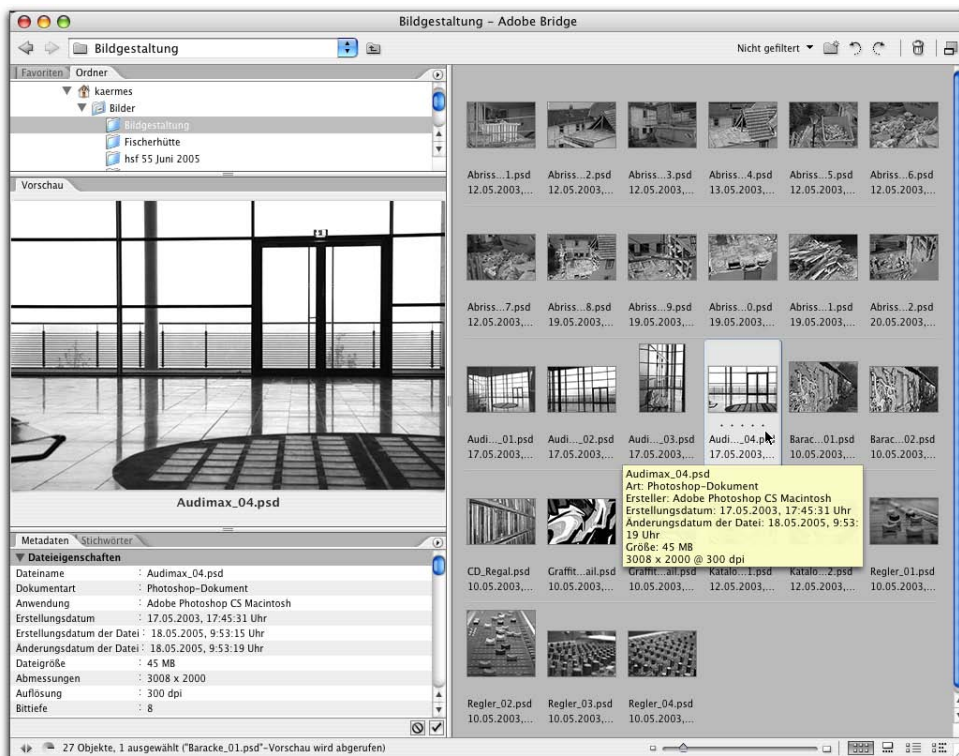 Bildgestaltung – Adobe Bridge
Bildgestaltung
Nicht gefiltert
Favoriten Ordner
kaermes
Bilder
Bildgestaltung
Fischerhütte
hsf 55 Juni 2005
Vorschau
Audimax_04.psd
Metadaten Stichwörter
Dateieigenschaften
Dateiname : Audimax_04.psd
Dokumentart : Photoshop-Dokument
Anwendung : Adobe Photoshop CS Macintosh
Erstellungsdatum : 17.05.2003, 17:45:31 Uhr
Erstellungsdatum der Datei : 18.05.2005, 9:53:15 Uhr
Änderungsdatum der Datei : 18.05.2005, 9:53:19 Uhr
Dateigröße : 45 MB
Abmessungen : 3008 x 2000
Auflösung : 300 dpi
Bittiefe : 8
Abriss...1.psd Abriss...2.psd Abriss...3.psd Abriss...4.psd Abriss...5.psd Abriss...6.psd
12.05.2003,... 12.05.2003,... 12.05.2003,... 13.05.2003,... 12.05.2003,... 12.05.2003,...
Abriss...7.psd Abriss...8.psd Abriss...9.psd Abriss...0.psd Abriss...1.psd Abriss...2.psd
12.05.2003,... 19.05.2003,... 19.05.2003,... 19.05.2003,... 19.05.2003,... 20.05.2003,...
Audi..._01.psd Audi..._02.psd Audi..._03.psd Audi..._04.psd Barac...01.psd Barac...02.psd
17.05.2003,... 17.05.2003,... 17.05.2003,... 17.05.2003,... 10.05.2003,... 10.05.2003,...
Audimax_04.psd
Art: Photoshop-Dokument
Ersteller: Adobe Photoshop CS Macintosh
Erstellungsdatum: 17.05.2003, 17:45:31 Uhr
Änderungsdatum der Datei: 18.05.2005, 9:53:
19 Uhr
Größe: 45 MB
3008 x 2000 @ 300 dpi
CD_Regal.psd Graffit...ail.psd Graffit...ail.psd Katalo...1.psd Katalo...2.psd Regler_01.psd
10.05.2003,... 10.05.2003,... 10.05.2003,... 12.05.2003,... 12.05.2003,... 10.05.2003,...
Regler_02.psd Regler_03.psd Regler_04.psd
10.05.2003,... 10.05.2003,... 10.05.2003,...
27 Objekte, 1 ausgewählt ("Baracke_01.psd"-Vorschau wird abgerufen)